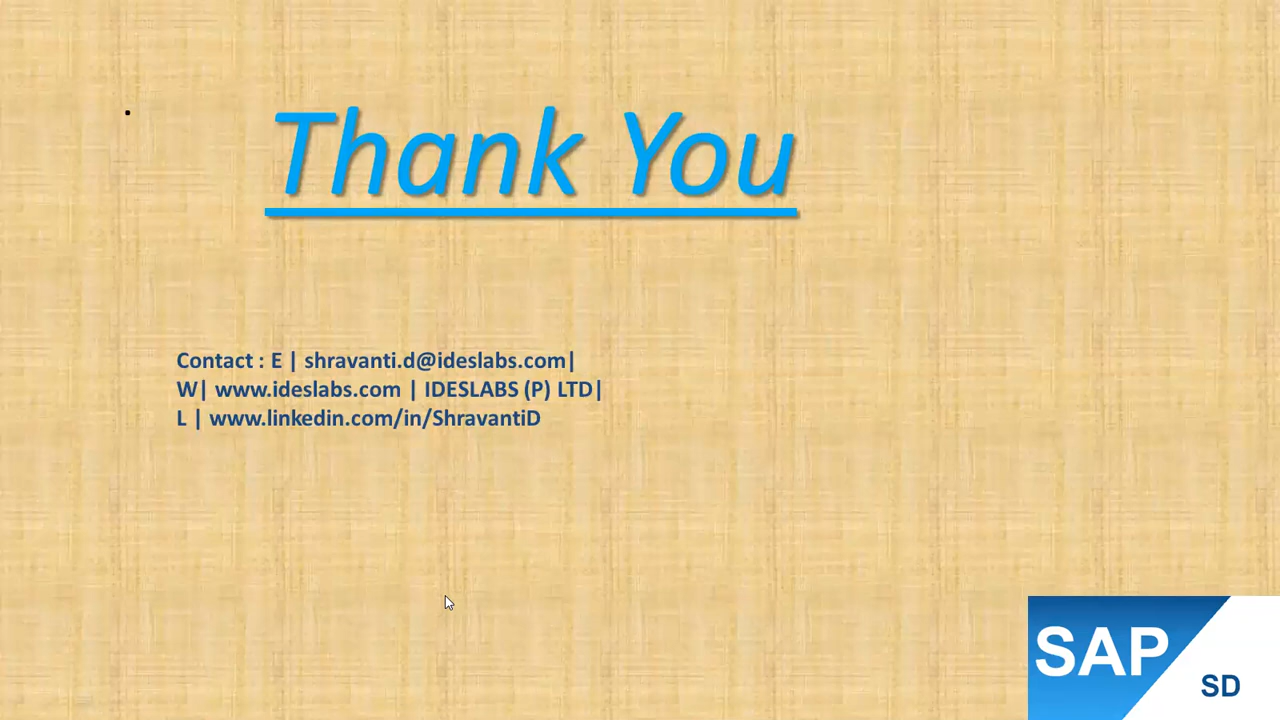 Thank You
Contact : E | shravanti.d@ideslabs.com|
W| www.ideslabs.com | IDESLABS (P) LTD|
L | www.linkedin.com/in/ShravantiD
SAP
SD